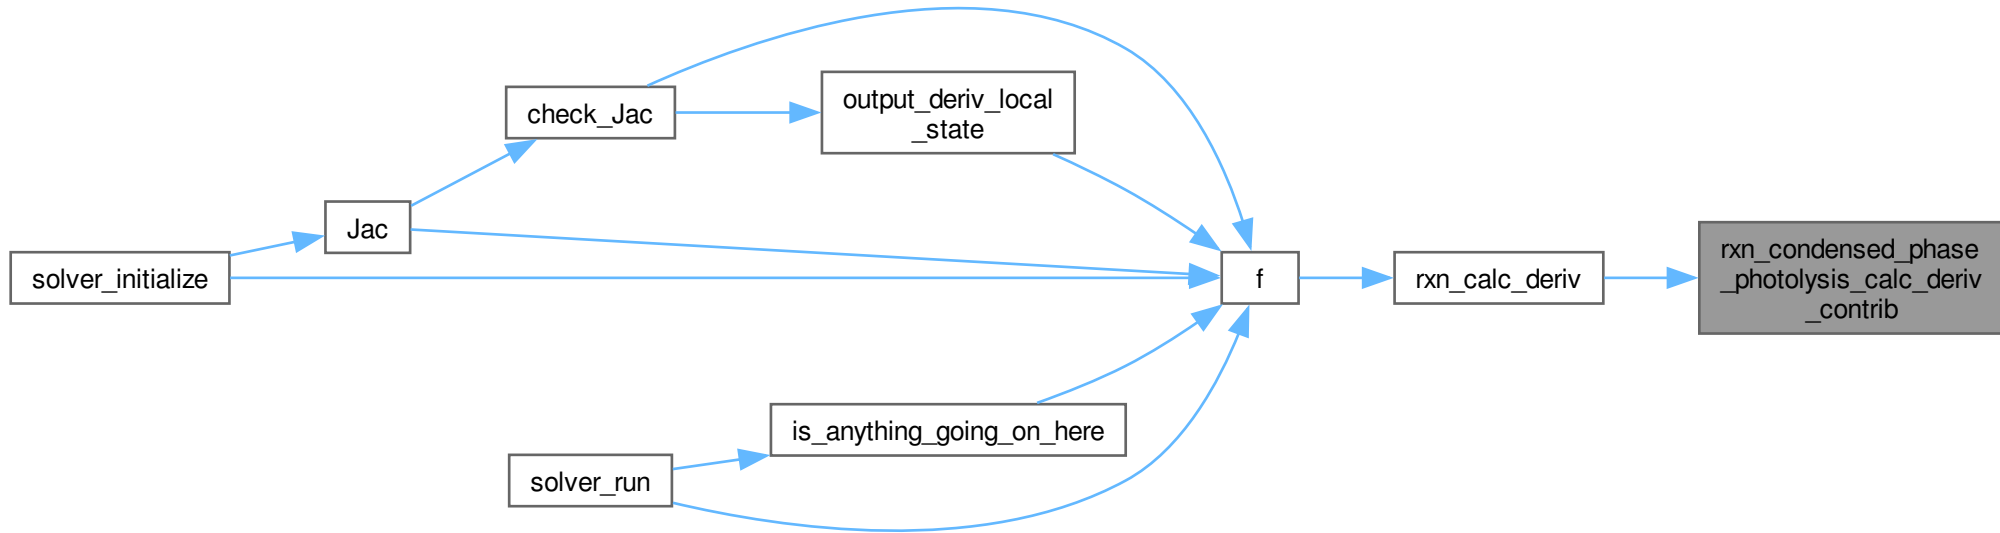 solver_initialize
Jac
check_Jac
output_deriv_local
_state
f
rxn_calc_deriv
rxn_condensed_phase
_photolysis_calc_deriv
_contrib
is_anything_going_on_here
solver_run